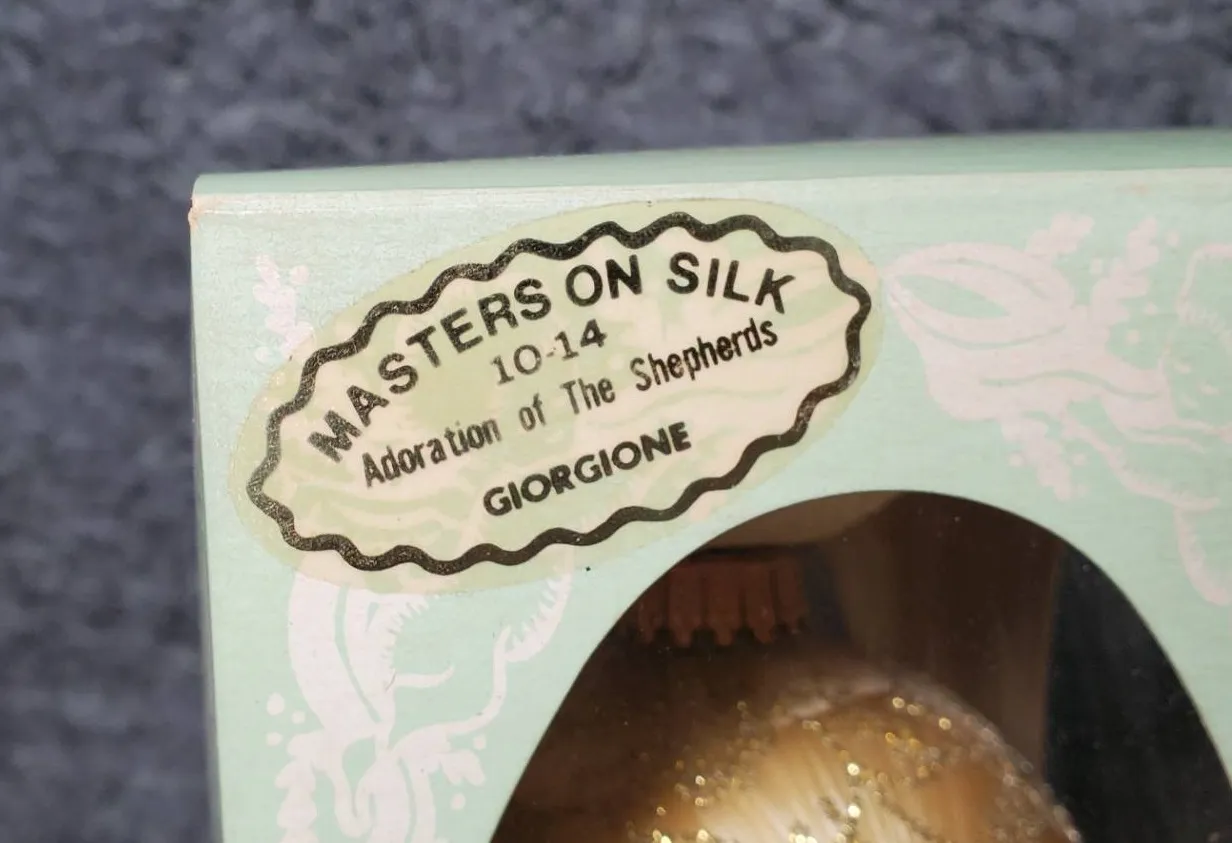 MASTERS ON SILK
10-14
Adoration of The Shepherds
GIORGIONE